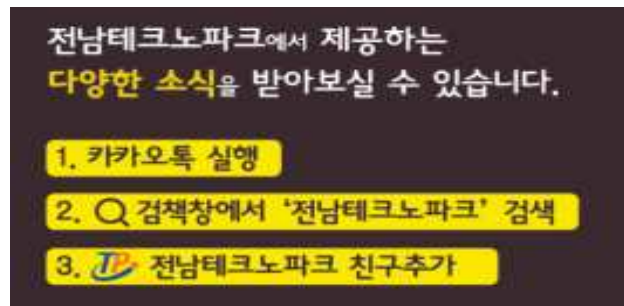 전남테크노파크에서 제공하는
다양한 소식을 받아보실 수 있습니다.
1. 카카오톡 실행
2. 검책창에서 '전남테크노파크' 검색
3. TP 전남테크노파크 친구추가